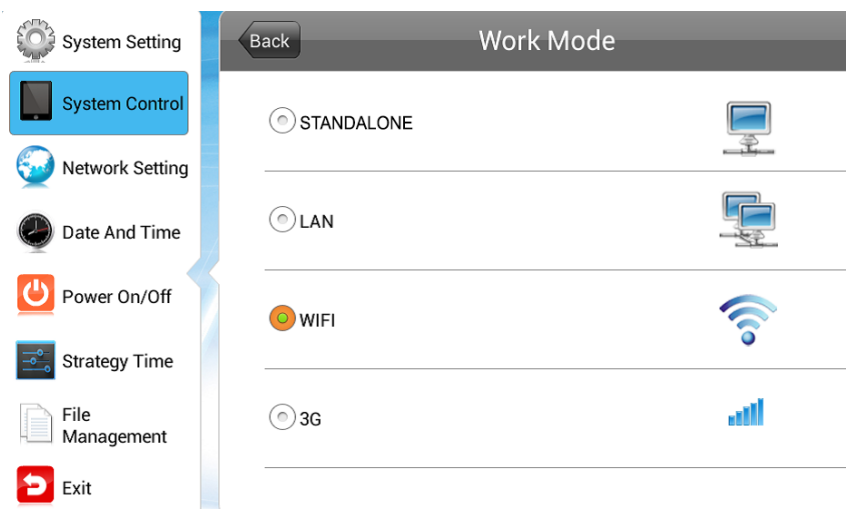 System Setting
System Control
Network Setting
Date And Time
Power On/Off
Strategy Time
File
Management
Exit
Back
Work Mode
STANDALONE
LAN
WIFI
3G